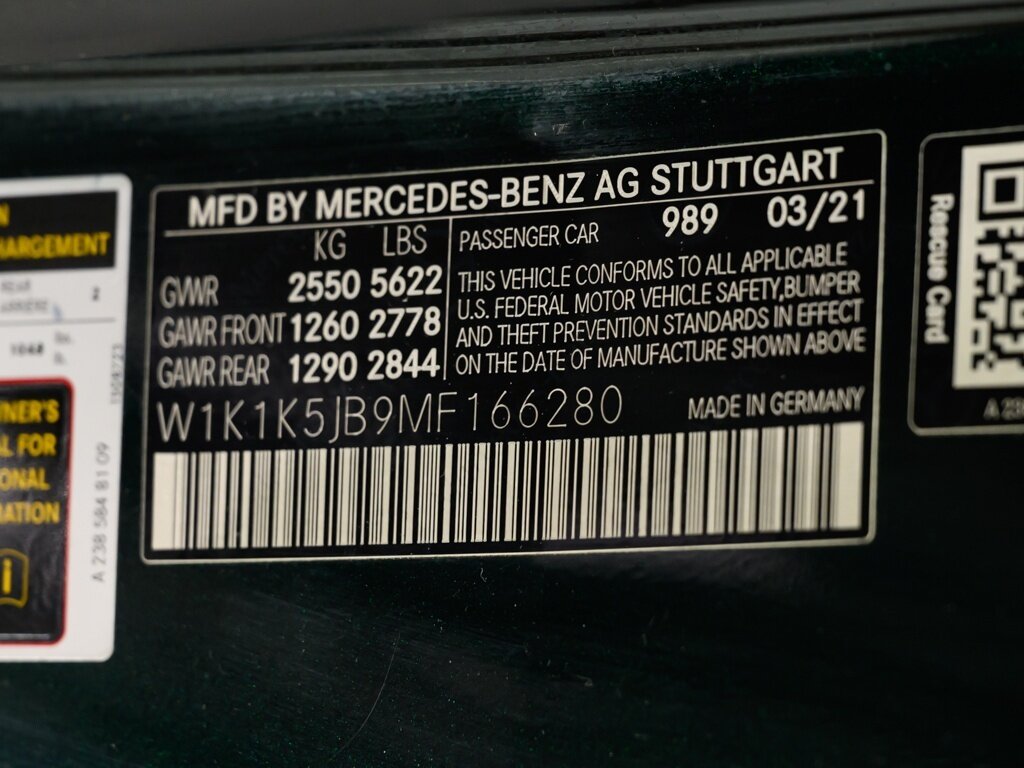 MFD BY MERCEDES-BENZ AG STUTTGART
KG LBS
GWR 2550 5622
GAWR FRONT 1260 2778
GAWR REAR 1290 2844
PASSENGER CAR 989 03/21
THIS VEHICLE CONFORMS TO ALL APPLICABLE
U.S. FEDERAL MOTOR VEHICLE SAFETY,BUMPER
AND THEFT PREVENTION STANDARDS IN EFFECT
ON THE DATE OF MANUFACTURE SHOWN ABOVE
W1K1K5JB9MF166280 MADE IN GERMANY
Rescue Card
A 238 584 81 09